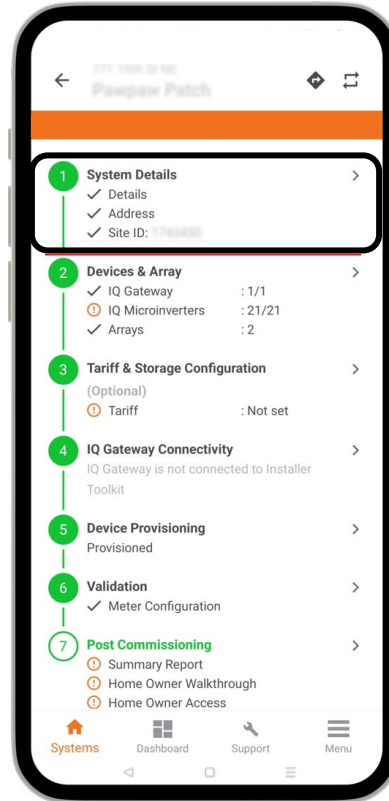 1 System Details
Details
Address
Site ID:
2 Devices & Array
IQ Gateway : 1/1
IQ Microinverters : 21/21
Arrays : 2
3 Tariff & Storage Configuration
(Optional)
Tariff : Not set
4 IQ Gateway Connectivity
IQ Gateway is not connected to Installer
Toolkit
5 Device Provisioning
Provisioned
6 Validation
Meter Configuration
7 Post Commissioning
Summary Report
Home Owner Walkthrough
Home Owner Access
Systems Dashboard Support Menu